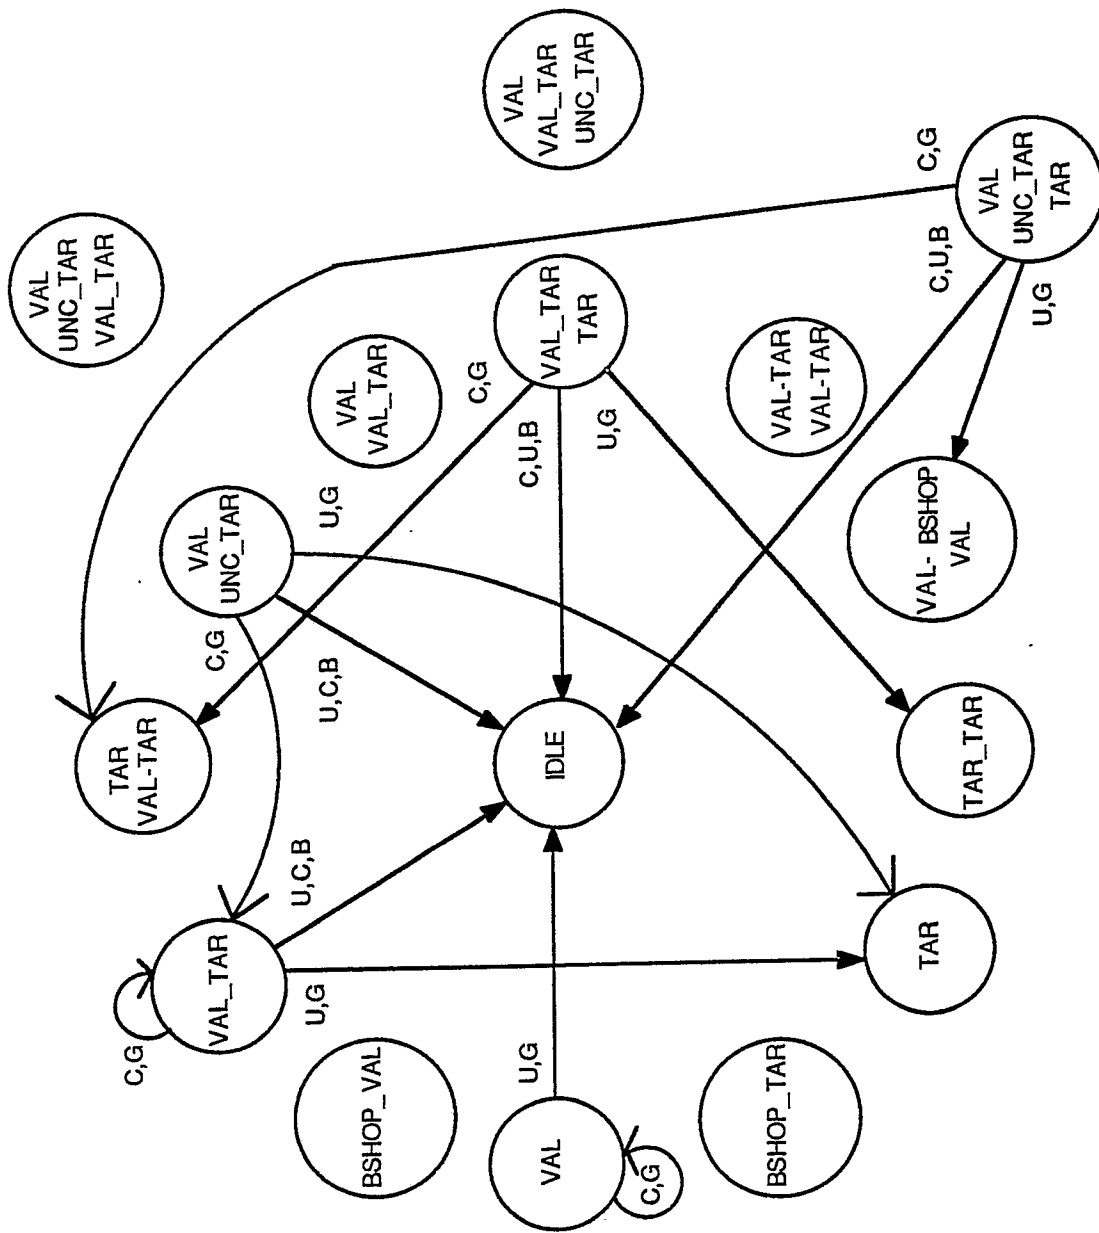 VAL
UNC_TAR
VAL_TAR
VAL
VAL_TAR
UNC_TAR
VAL
UNC_TAR
TAR
C,G
C,U,B
U,G
VAL
VAL_TAR
VAL_TAR
TAR
C,G
C,U,B
U,G
VAL-TAR
VAL-TAR
VAL
UNC_TAR
C,G
U,C,B
U,G
VAL- BSHOP
VAL
TAR
VAL-TAR
IDLE
TAR_TAR
VAL_TAR
C,G
U,C,B
U,G
TAR
BSHOP_VAL
VAL
U,G
C,G
BSHOP_TAR